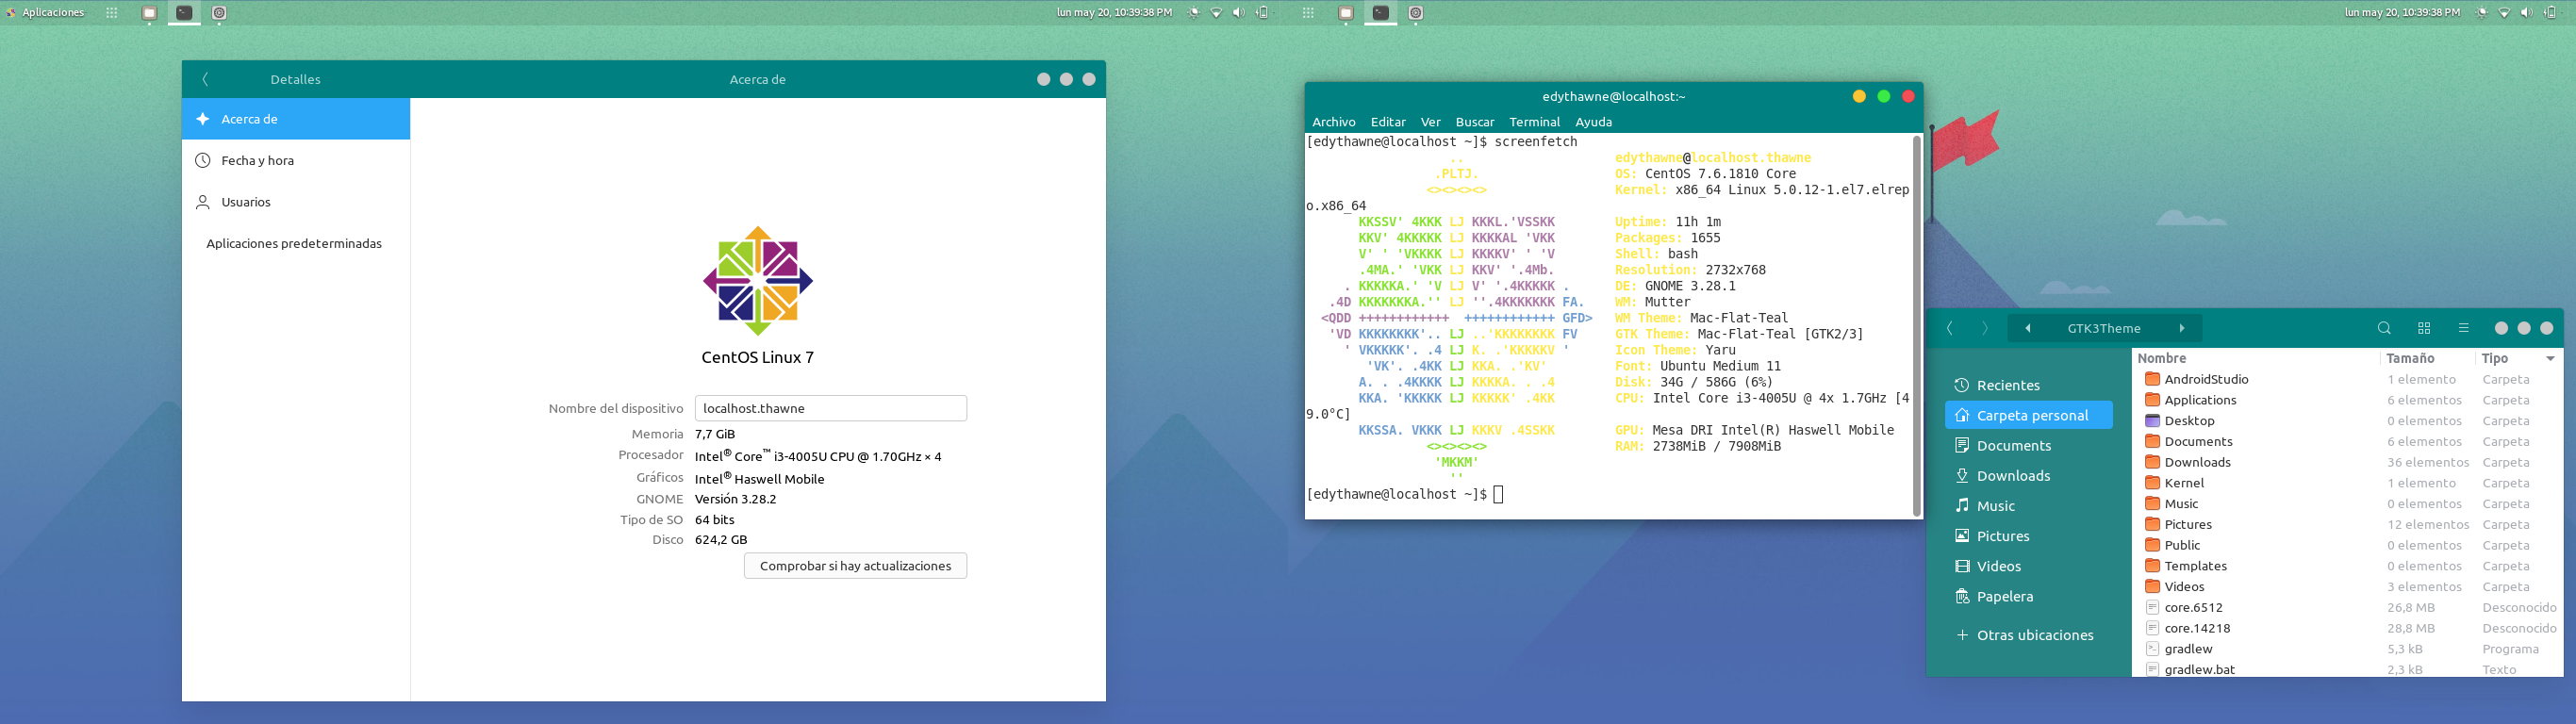 Aplicaciones
lun may 20, 10:39:38 PM
lun may 20, 10:39:38 PM
Detalles
Acerca de
Acerca de
Fecha y hora
Usuarios
Aplicaciones predeterminadas
CentOS Linux 7
Nombre del dispositivo localhost.thawne
Memoria 7,7 GiB
Procesador Intel® Core™ i3-4005U CPU @ 1.70GHz × 4
Gráficos Intel® Haswell Mobile
GNOME Versión 3.28.2
Tipo de SO 64 bits
Disco 624,2 GB
Comprobar si hay actualizaciones
edythawne@localhost:~
Archivo Editar Ver Buscar Terminal Ayuda
[edythawne@localhost ~]$ screenfetch
.. edythawne@localhost.thawne
.PLTJ. OS: CentOS 7.6.1810 Core
<><><><> Kernel: x86_64 Linux 5.0.12-1.el7.elrep
o.x86_64
KKSSV' 4KKK LJ KKKL.'VSSKK Uptime: 11h 1m
KKV' 4KKKKK LJ KKKKAL 'VKK Packages: 1655
V' ' 'VKKKK LJ KKKKV' ' 'V Shell: bash
.4MA.' 'VKK LJ KKV' '.4Mb. Resolution: 2732x768
. KKKKKA.' 'V LJ V' '.4KKKKK . DE: GNOME 3.28.1
.4D KKKKKKKA.'' LJ ''.4KKKKKKK FA. WM: Mutter
<QDD ++++++++++++ ++++++++++++ GFD> WM Theme: Mac-Flat-Teal
'VD KKKKKKKK'.. LJ ..'KKKKKKKK FV GTK Theme: Mac-Flat-Teal [GTK2/3]
' VKKKKK'. .4 LJ K. .'KKKKKV ' Icon Theme: Yaru
'VK'. .4KK LJ KKA. .'KV' Font: Ubuntu Medium 11
A. . .4KKKK LJ KKKKA. . .4 Disk: 34G / 586G (6%)
KKA. 'KKKKK LJ KKKKK' .4KK CPU: Intel Core i3-4005U @ 4x 1.7GHz [4
9.0°C]
KKSSA. VKKK LJ KKKV .4SSKK GPU: Mesa DRI Intel(R) Haswell Mobile
<><><><> RAM: 2738MiB / 7908MiB
'MKKM'
''
[edythawne@localhost ~]$
GTK3Theme
Recientes
Carpeta personal
Documents
Downloads
Music
Pictures
Videos
Papelera
Otras ubicaciones
Nombre Tamaño Tipo
AndroidStudio 1 elemento Carpeta
Applications 6 elementos Carpeta
Desktop 0 elementos Carpeta
Documents 6 elementos Carpeta
Downloads 36 elementos Carpeta
Kernel 1 elemento Carpeta
Music 0 elementos Carpeta
Pictures 12 elementos Carpeta
Public 0 elementos Carpeta
Templates 0 elementos Carpeta
Videos 3 elementos Carpeta
core.6512 26,8 MB Desconocido
core.14218 28,8 MB Desconocido
gradlew 5,3 kB Programa
gradlew.bat 2,3 kB Texto